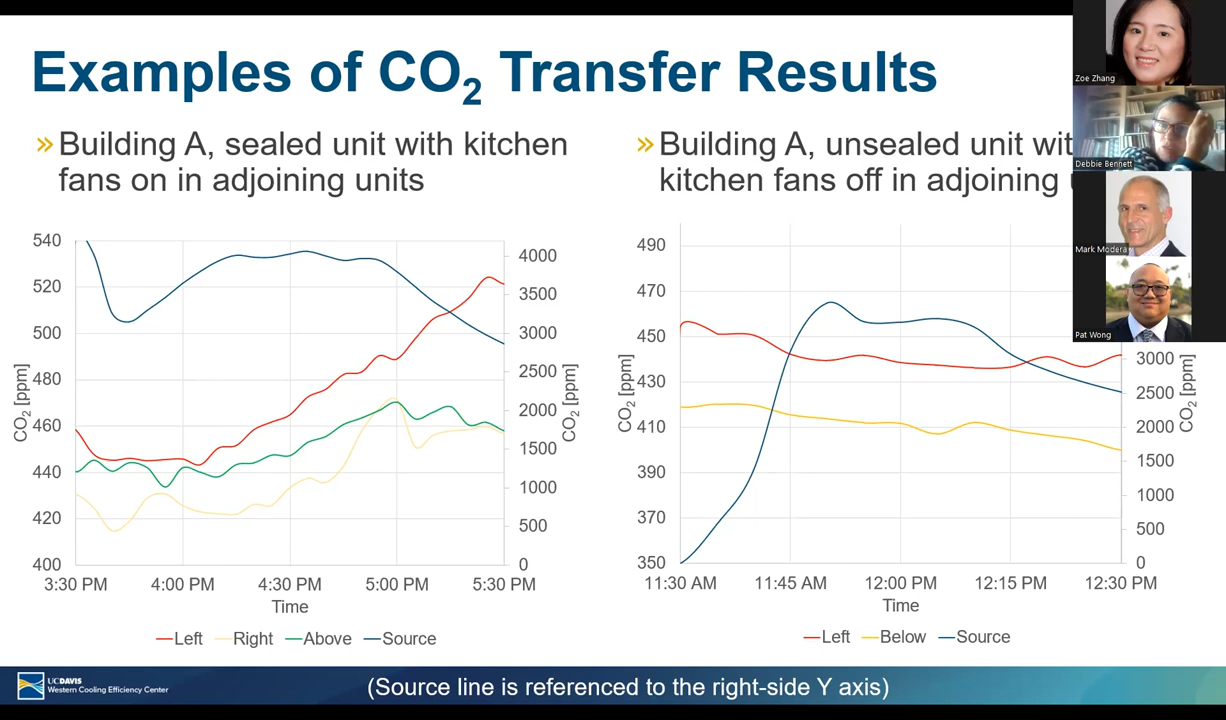 Examples of CO2 Transfer Results
» Building A, sealed unit with kitchen
fans on in adjoining units
» Building A, unsealed unit
kitchen fans off in adjoining
Zoe Zhang
Debbie Bennett
Mark Modera
Pat Wong
540
520
500
480
460
440
420
400
CO2 [ppm]
4000
3500
3000
2500
2000
1500
1000
500
0
CO2 [ppm]
3:30 PM 4:00 PM 4:30 PM 5:00 PM 5:30 PM
Time
Left Right Above Source
490
470
450
430
410
390
370
350
CO2 [ppm]
3000
2500
2000
1500
1000
500
0
CO2 [ppm]
11:30 AM 11:45 AM 12:00 PM 12:15 PM 12:30 PM
Time
Left Below Source
UCDAVIS
Western Cooling Efficiency Center
(Source line is referenced to the right-side Y axis)